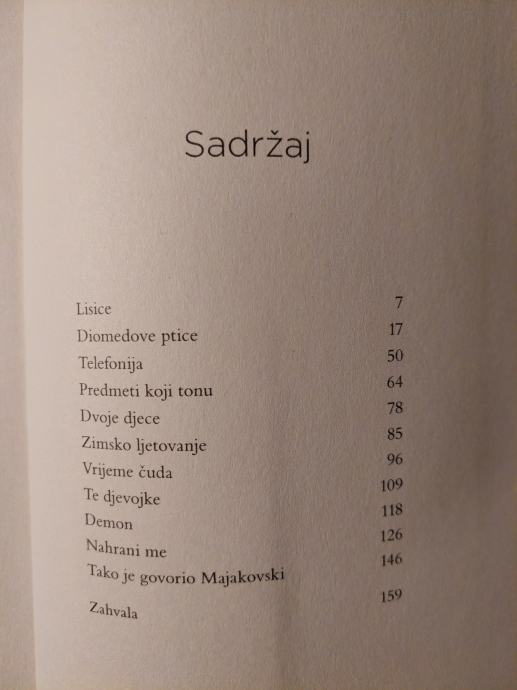 Sadržaj
Lisice 7
Diomedove ptice 17
Telefonija 50
Predmeti koji tonu 64
Dvoje djece 78
Zimsko ljetovanje 85
Vrijeme čuda 96
Te djevojke 109
Demon 118
Nahrani me 126
Tako je govorio Majakovski 146
Zahvala 159